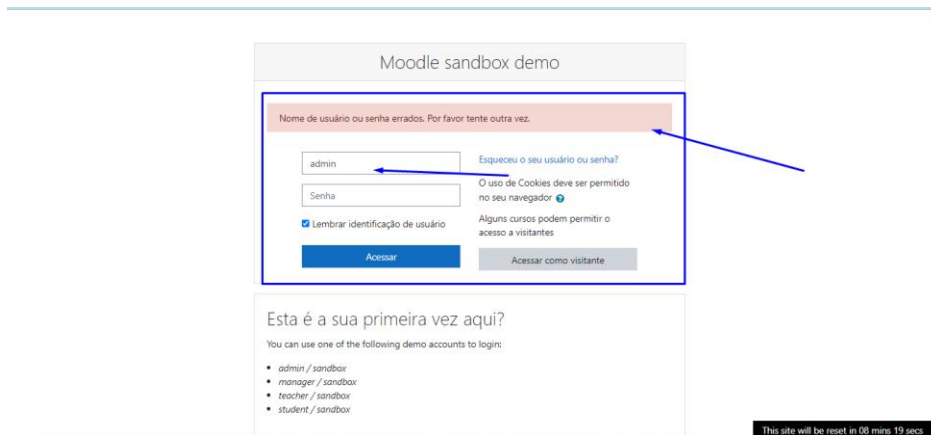 Moodle sandbox demo
Nome de usuário ou senha errados. Por favor tente outra vez.
admin
Senha
Lembrar identificação de usuário
Acessar
Esqueceu o seu usuário ou senha?
O uso de Cookies deve ser permitido
no seu navegador
Alguns cursos podem permitir o
acesso a visitantes
Acessar como visitante
Esta é a sua primeira vez aqui?
You can use one of the following demo accounts to login:
admin / sandbox
manager / sandbox
teacher / sandbox
student / sandbox
This site will be reset in 08 mins 19 secs